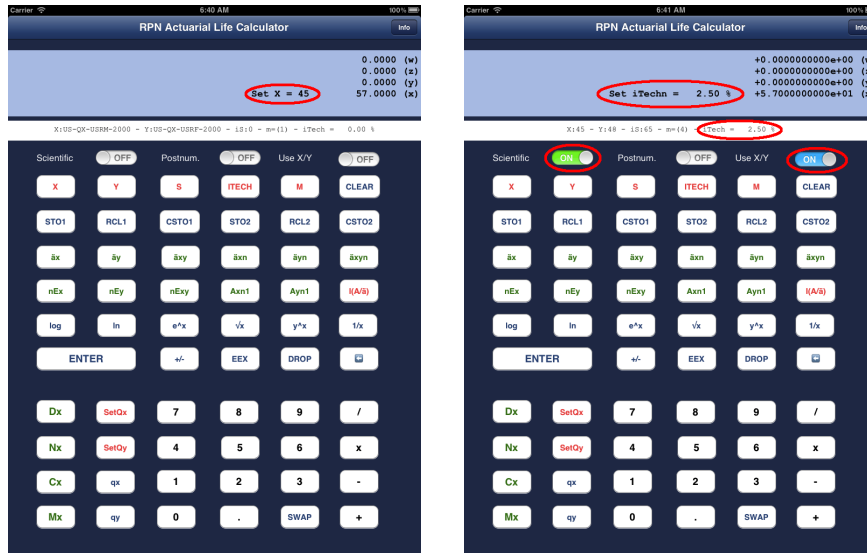 Carrier 6:40 AM 100%
RPN Actuarial Life Calculator Info
0.0000 (w)
0.0000 (z)
0.0000 (y)
Set X = 45 57.0000 (x)
X:US-QX-USRM-2000 - Y:US-QX-USRF-2000 - iS:0 - m=(1) - iTech = 0.00 %
Scientific OFF Postnum. OFF Use X/Y OFF
X Y S ITECH M CLEAR
STO1 RCL1 CSTO1 STO2 RCL2 CSTO2
äx äy äxy äxn äyn äxyn
nEx nEy nExy Axn1 Ayn1 I(A/ä)
log ln e^x √x y^x 1/x
ENTER +/- EEX DROP
Dx SetQx 7 8 9 /
Nx SetQy 4 5 6 x
Cx qx 1 2 3 -
Mx qy 0 . SWAP +
Carrier 6:41 AM 100%
RPN Actuarial Life Calculator Info
+0.0000000000e+00 (
+0.0000000000e+00 (
+0.0000000000e+00 (
Set iTechn = 2.50 % +5.7000000000e+01 (
X:45 - Y:48 - iS:65 - m=(4) - iTech = 2.50 %
Scientific ON Postnum. OFF Use X/Y ON
X Y S ITECH M CLEAR
STO1 RCL1 CSTO1 STO2 RCL2 CSTO2
äx äy äxy äxn äyn äxyn
nEx nEy nExy Axn1 Ayn1 I(A/ä)
log ln e^x √x y^x 1/x
ENTER +/- EEX DROP
Dx SetQx 7 8 9 /
Nx SetQy 4 5 6 x
Cx qx 1 2 3 -
Mx qy 0 . SWAP +